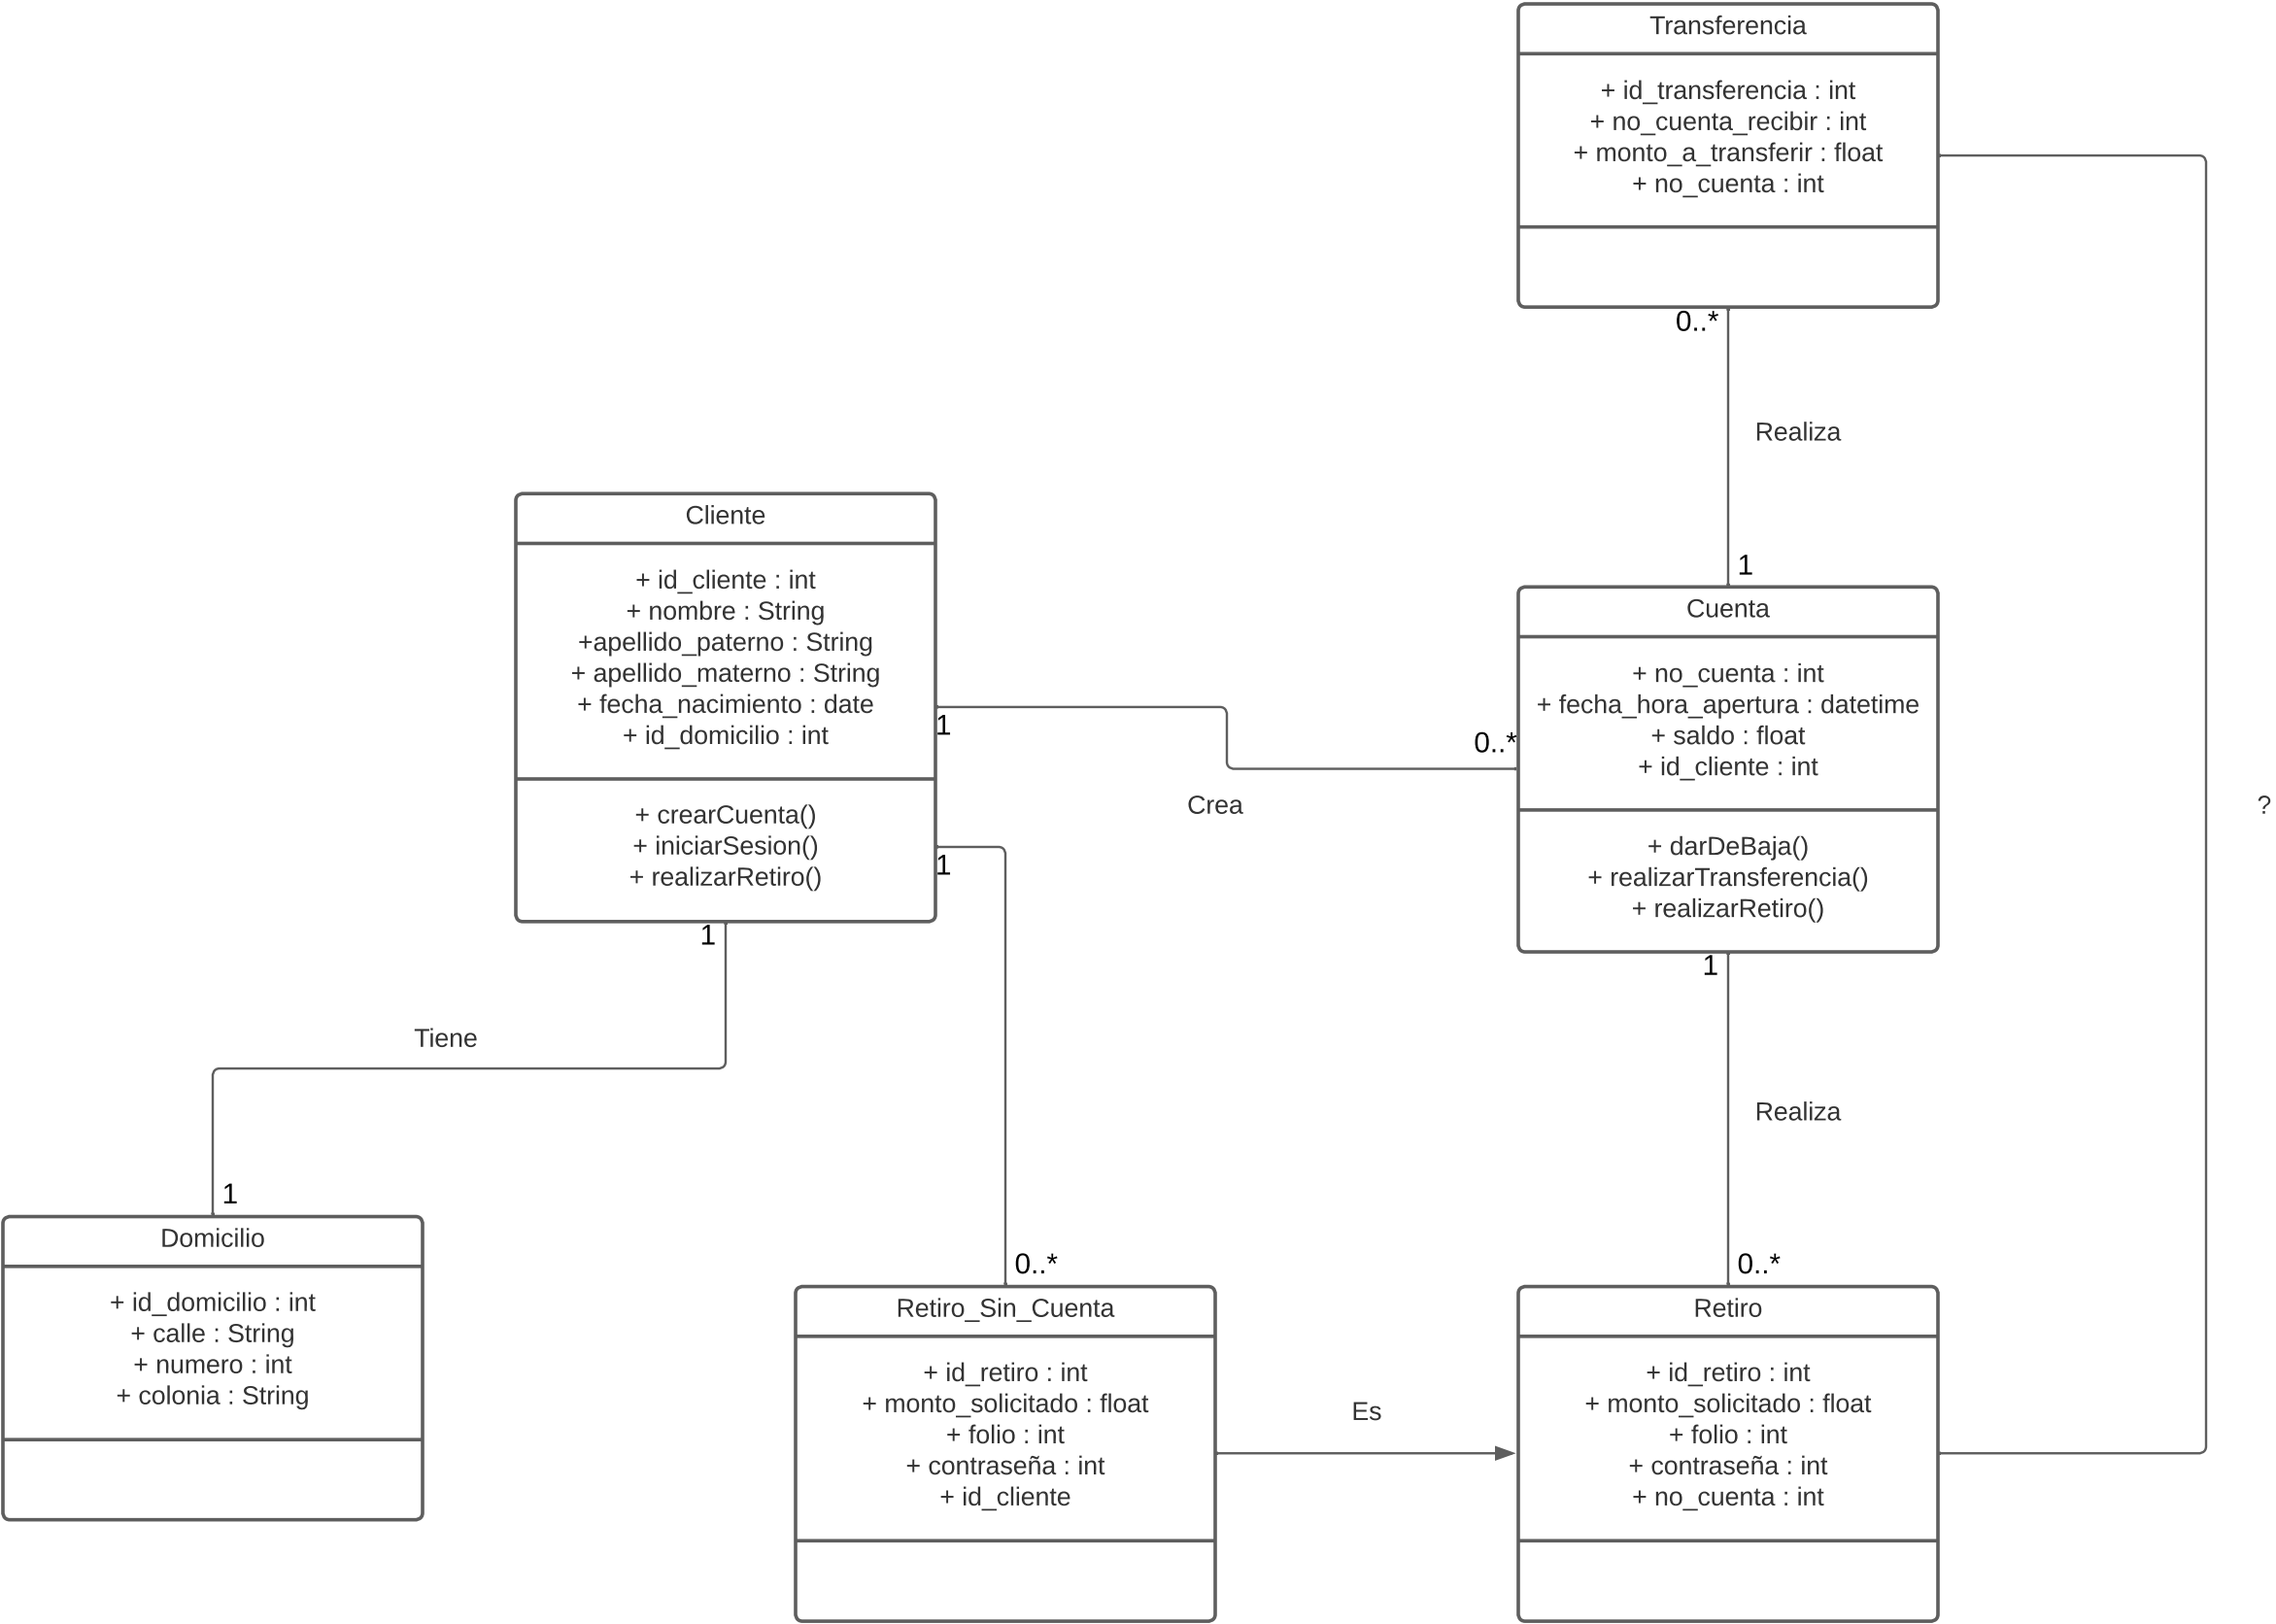 Transferencia
+ id_transferencia : int
+ no_cuenta_recibir : int
+ monto_a_transferir : float
+ no_cuenta : int
0..*
Realiza
1
Cliente
+ id_cliente : int
+ nombre : String
+apellido_paterno : String
+ apellido_materno : String
+ fecha_nacimiento : date
+ id_domicilio : int
+ crearCuenta()
+ iniciarSesion()
+ realizarRetiro()
1
0..*
Crea
1
1
Cuenta
+ no_cuenta : int
+ fecha_hora_apertura : datetime
+ saldo : float
+ id_cliente : int
+ darDeBaja()
+ realizarTransferencia()
+ realizarRetiro()
?
1
Tiene
Realiza
1
0..*
0..*
Domicilio
+ id_domicilio : int
+ calle : String
+ numero : int
+ colonia : String
Retiro_Sin_Cuenta
+ id_retiro : int
+ monto_solicitado : float
+ folio : int
+ contraseña : int
+ id_cliente
Es
Retiro
+ id_retiro : int
+ monto_solicitado : float
+ folio : int
+ contraseña : int
+ no_cuenta : int